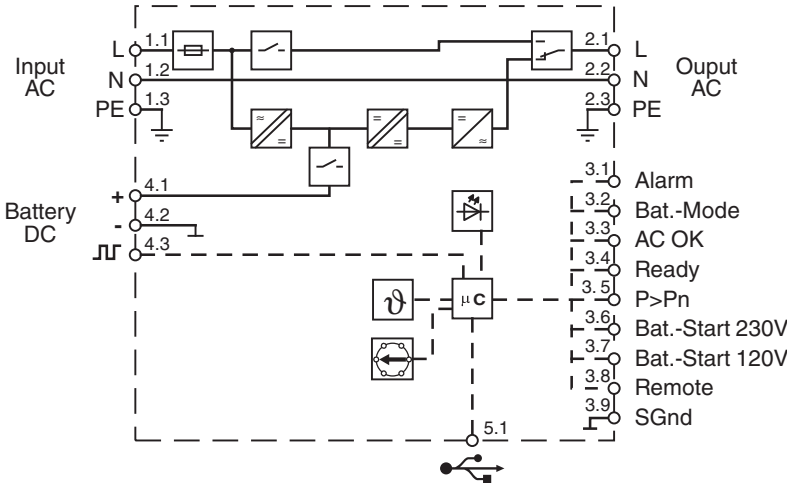 Input
AC
L 1.1
N 1.2
PE 1.3
2.1 L
2.2 N
2.3 PE
Ouput
AC
Battery
DC
+ 4.1
- 4.2
4.3
ϑ
µC
3.1 Alarm
3.2 Bat.-Mode
3.3 AC OK
3.4 Ready
3. 5 P>Pn
3.6 Bat.-Start 230V
3.7 Bat.-Start 120V
3.8 Remote
3.9 SGnd
5.1